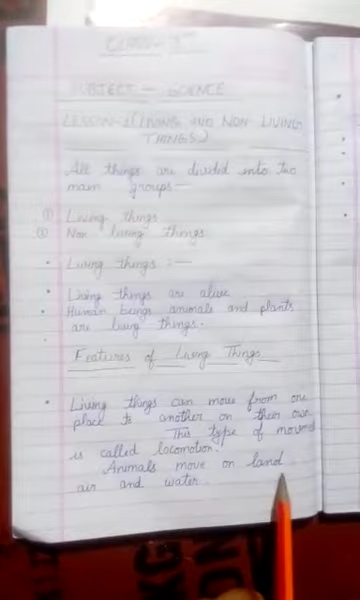 SUBJECT - SCIENCE
LESSON-1 (LIVING AND NON-LIVING
THINGS)
All things are divided into two
main groups -
(1) Living things
(2) Non living things
• Living things :-
• Living things are alive
• Human beings animals and plants
are living things.
Features of Living Things
• Living things can move from one
place to another on their own
This type of
is called locomotion.
Animals move on land
air and water.